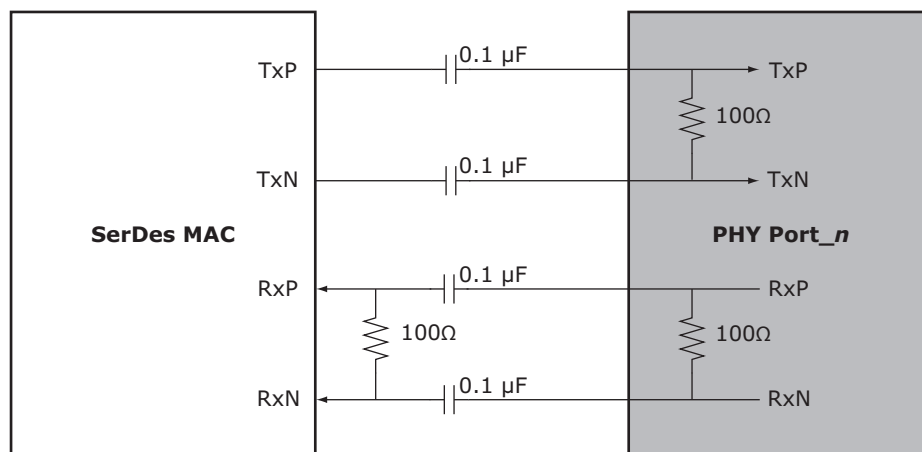 0.1 µF
TxP
TxP
100Ω
0.1 µF
TxN
TxN
SerDes MAC
PHY Port_n
0.1 µF
RxP
RxP
100Ω
100Ω
0.1 µF
RxN
RxN